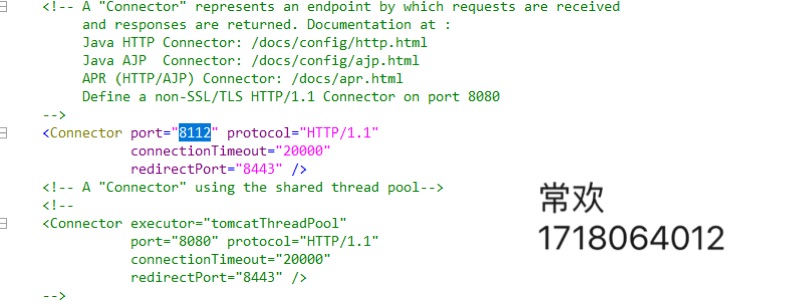 <!-- A "Connector" represents an endpoint by which requests are received
and responses are returned. Documentation at :
Java HTTP Connector: /docs/config/http.html
Java AJP  Connector: /docs/config/ajp.html
APR (HTTP/AJP) Connector: /docs/apr.html
Define a non-SSL/TLS HTTP/1.1 Connector on port 8080
-->
<Connector port="8112" protocol="HTTP/1.1"
connectionTimeout="20000"
redirectPort="8443" />
<!-- A "Connector" using the shared thread pool-->
<!--
<Connector executor="tomcatThreadPool"
port="8080" protocol="HTTP/1.1"
connectionTimeout="20000"
redirectPort="8443" />
-->
常欢
1718064012